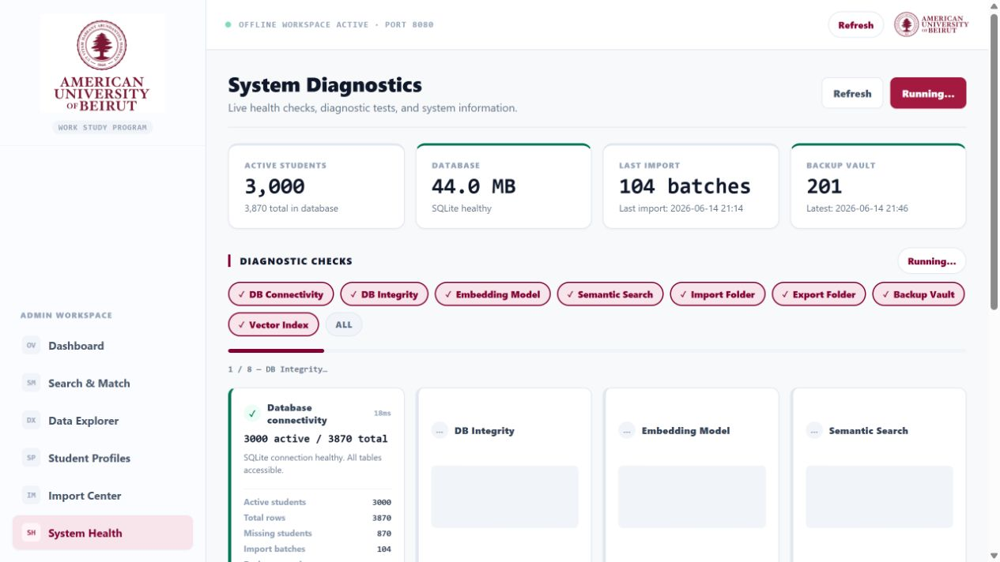 AMERICAN
UNIVERSITY
OF BEIRUT
WORK STUDY PROGRAM
ADMIN WORKSPACE
OV Dashboard
SM Search & Match
DX Data Explorer
SP Student Profiles
IM Import Center
SH System Health
OFFLINE WORKSPACE ACTIVE · PORT 8080
Refresh
AMERICAN
UNIVERSITY
OF BEIRUT
System Diagnostics
Live health checks, diagnostic tests, and system information.
Refresh
Running...
ACTIVE STUDENTS
3,000
3,870 total in database
DATABASE
44.0 MB
SQLite healthy
LAST IMPORT
104 batches
Last import: 2026-06-14 21:14
BACKUP VAULT
201
Latest: 2026-06-14 21:46
DIAGNOSTIC CHECKS
Running...
✓ DB Connectivity
✓ DB Integrity
✓ Embedding Model
✓ Semantic Search
✓ Import Folder
✓ Export Folder
✓ Backup Vault
✓ Vector Index
ALL
1 / 8 — DB Integrity…
✓ Database
connectivity
18ms
3000 active / 3870 total
SQLite connection healthy. All tables
accessible.
Active students 3000
Total rows 3870
Missing students 870
Import batches 104
… DB Integrity
… Embedding Model
… Semantic Search